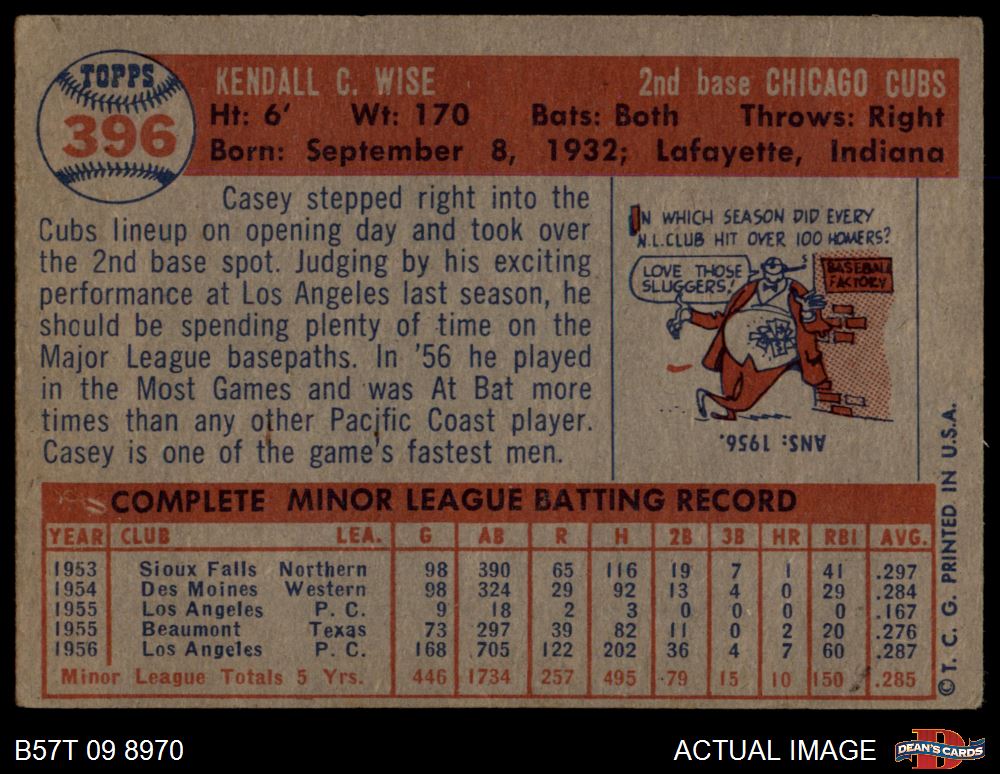 TOPPS
396
KENDALL C. WISE 2nd base CHICAGO CUBS
Ht: 6' Wt: 170 Bats: Both Throws: Right
Born: September 8, 1932; Lafayette, Indiana
Casey stepped right into the
Cubs lineup on opening day and took over
the 2nd base spot. Judging by his exciting
performance at Los Angeles last season, he
should be spending plenty of time on the
Major League basepaths. In '56 he played
in the Most Games and was At Bat more
times than any other Pacific Coast player.
Casey is one of the game's fastest men.
IN WHICH SEASON DID EVERY
N.L. CLUB HIT OVER 100 HOMERS?
LOVE THOSE
SLUGGERS!
BASEBALL
FACTORY
ANS: 1956.
COMPLETE MINOR LEAGUE BATTING RECORD
YEAR CLUB LEA. G AB R H 2B 3B HR RBI AVG.
1953 Sioux Falls Northern 98 390 65 116 19 7 1 41 .297
1954 Des Moines Western 98 324 29 92 13 4 0 29 .284
1955 Los Angeles P. C. 9 18 2 3 0 0 0 0 .167
1955 Beaumont Texas 73 297 39 82 11 0 2 20 .276
1956 Los Angeles P. C. 168 705 122 202 36 4 7 60 .287
Minor League Totals 5 Yrs. 446 1734 257 495 79 15 10 150 .285
© T. C. G. PRINTED IN U.S.A.
B57T 09 8970 ACTUAL IMAGE
D
DEAN'S CARDS